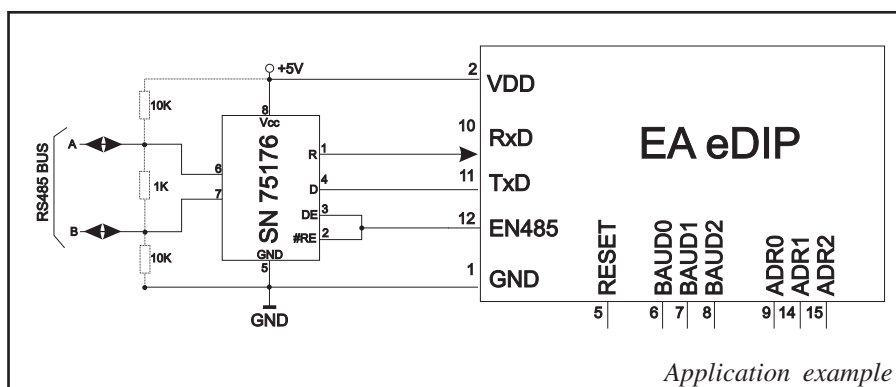 +5V
2
VDD
10K
8
Vcc
10
RxD
EA eDIP
RS485 BUS
A
6
R
1
1K
SN 75176
D
4
11
TxD
7
DE
3
12
EN485
B
#RE
2
10K
GND
5
1
GND
GND
RESET
BAUD0
BAUD1
BAUD2
ADR0
ADR1
ADR2
5
6
7
8
9
14
15
Application example